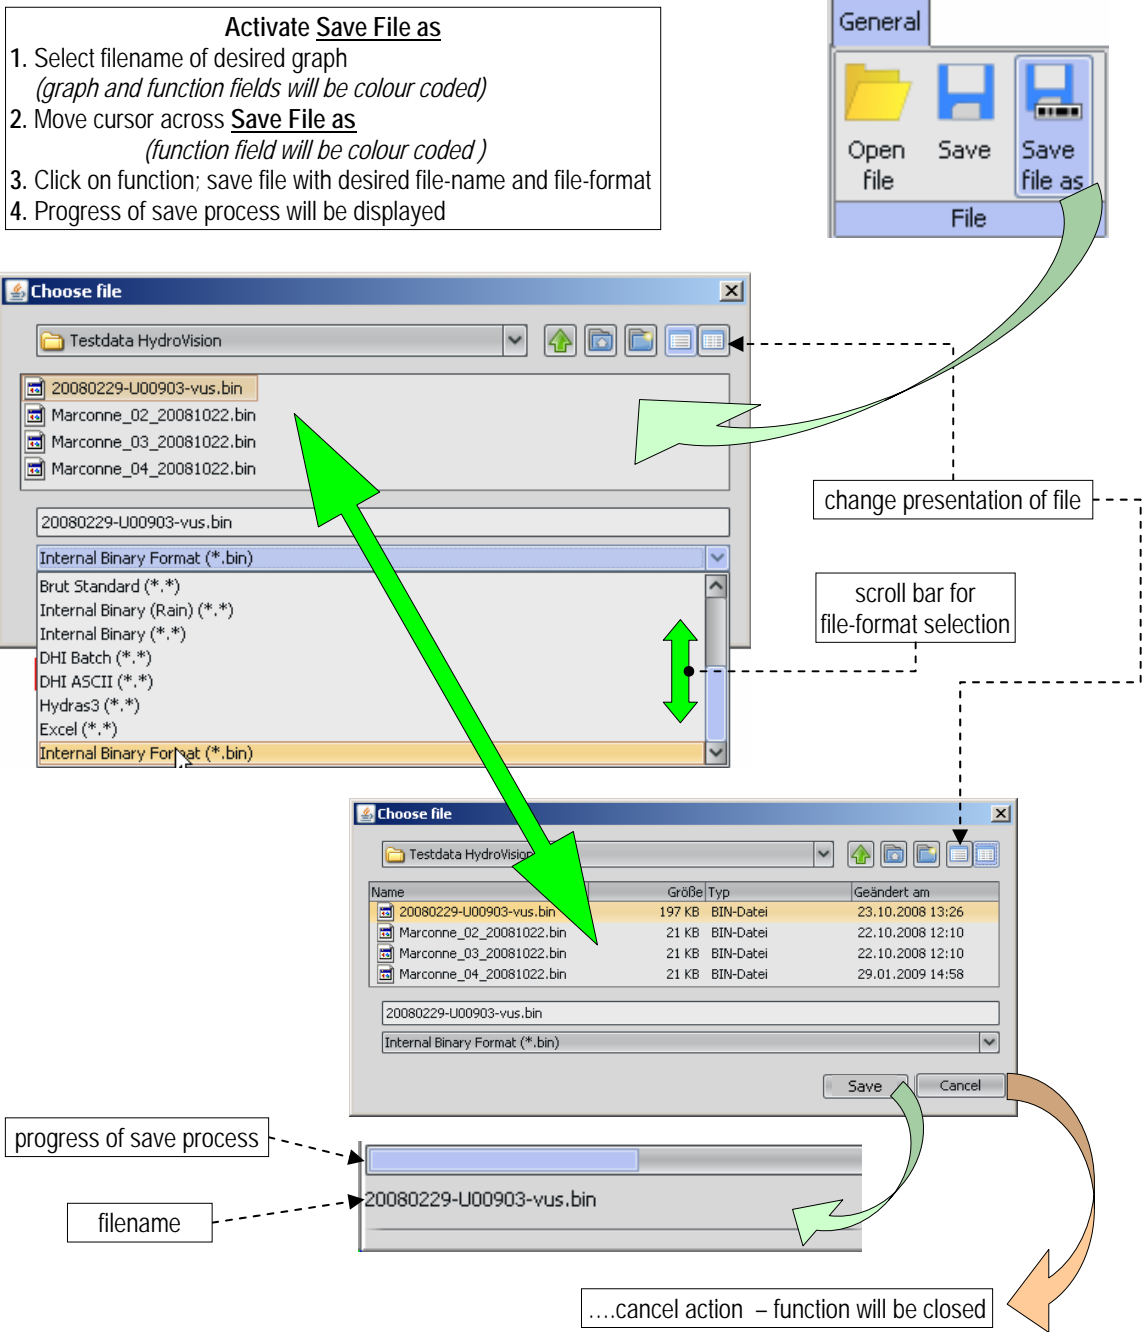 Activate Save File as
1. Select filename of desired graph
(graph and function fields will be colour coded)
2. Move cursor across Save File as
(function field will be colour coded )
3. Click on function; save file with desired file-name and file-format
4. Progress of save process will be displayed
General
Open file
Save
Save file as
File
Choose file
Testdata HydroVision
20080229-U00903-vus.bin
Marconne_02_20081022.bin
Marconne_03_20081022.bin
Marconne_04_20081022.bin
change presentation of file
20080229-U00903-vus.bin
Internal Binary Format (*.bin)
Brut Standard (*.*)
Internal Binary (Rain) (*.*)
Internal Binary (*.*)
DHI Batch (*.*)
DHI ASCII (*.*)
Hydras3 (*.*)
Excel (*.*)
Internal Binary Format (*.bin)
scroll bar for
file-format selection
Choose file
Testdata HydroVision
Name Größe Typ Geändert am
20080229-U00903-vus.bin 197 KB BIN-Datei 23.10.2008 13:26
Marconne_02_20081022.bin 21 KB BIN-Datei 22.10.2008 12:10
Marconne_03_20081022.bin 21 KB BIN-Datei 22.10.2008 12:10
Marconne_04_20081022.bin 21 KB BIN-Datei 29.01.2009 14:58
20080229-U00903-vus.bin
Internal Binary Format (*.bin)
Save Cancel
progress of save process
20080229-U00903-vus.bin
filename
....cancel action – function will be closed